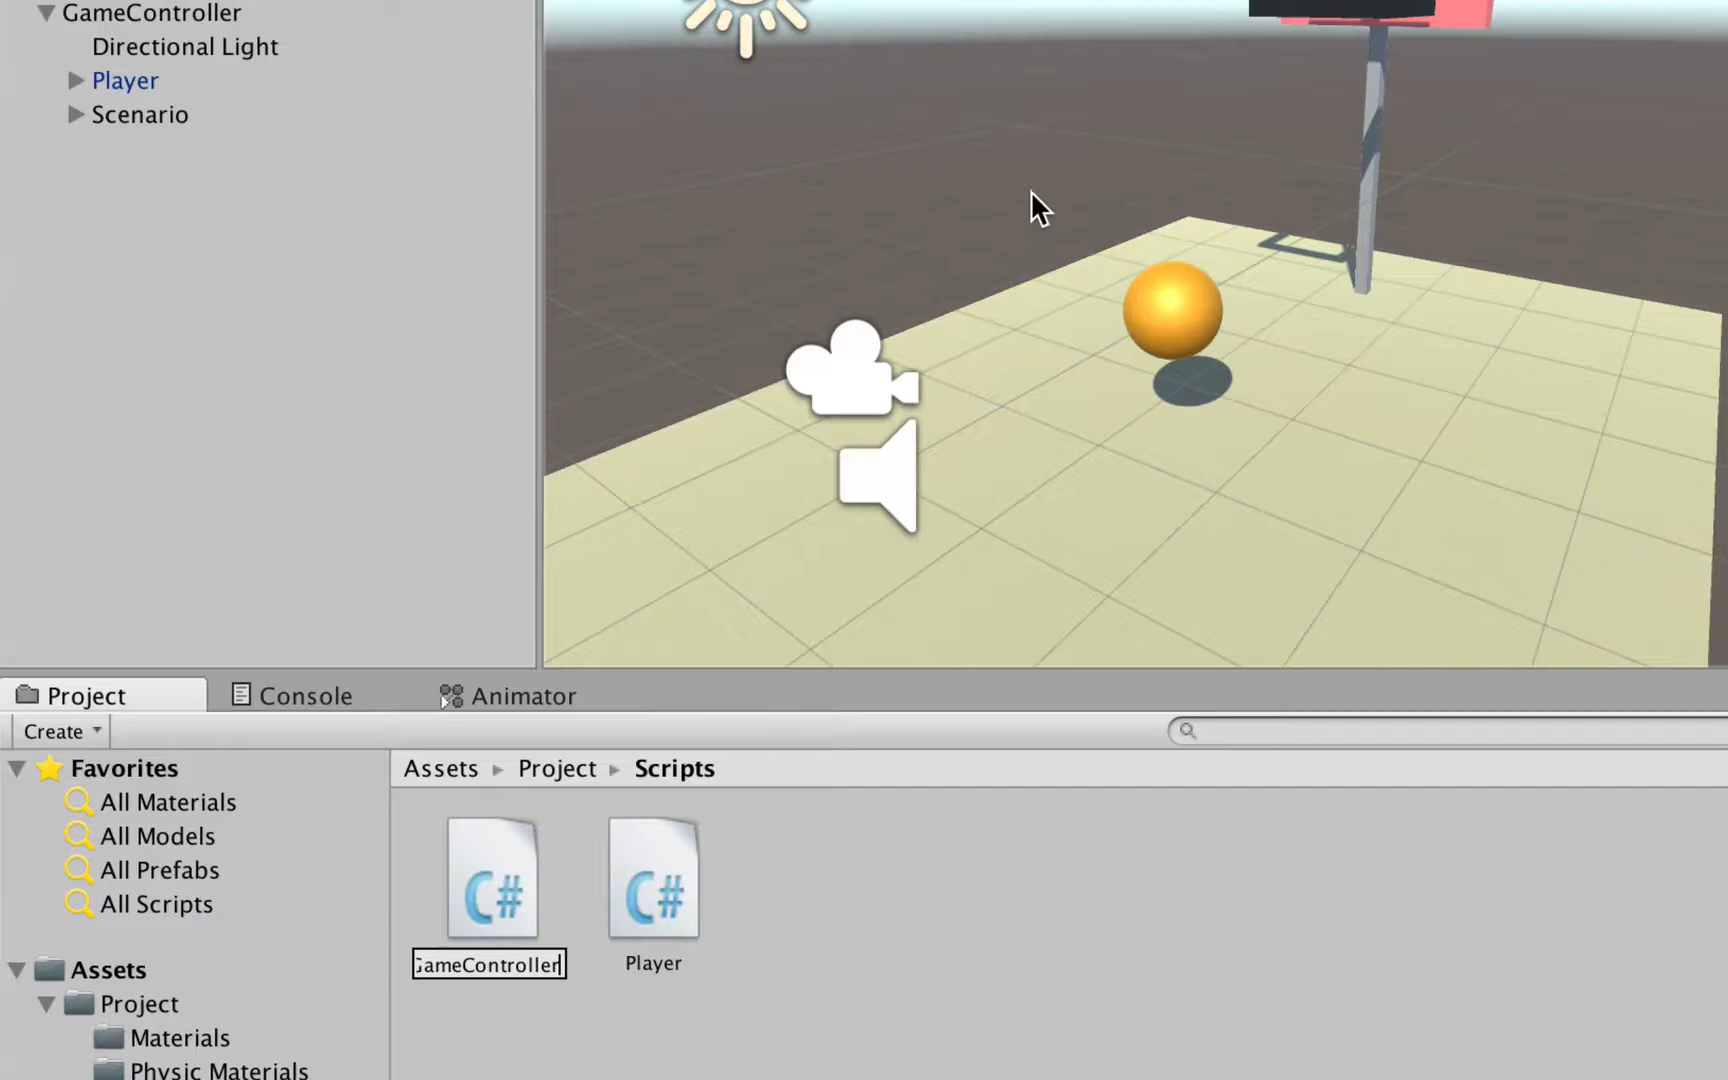 GameController
Directional Light
Player
Scenario
Project
Console
Animator
Create
Favorites
All Materials
All Models
All Prefabs
All Scripts
Assets
Project
Materials
Physic Materials
Assets Project Scripts
C#
C#
GameController
Player